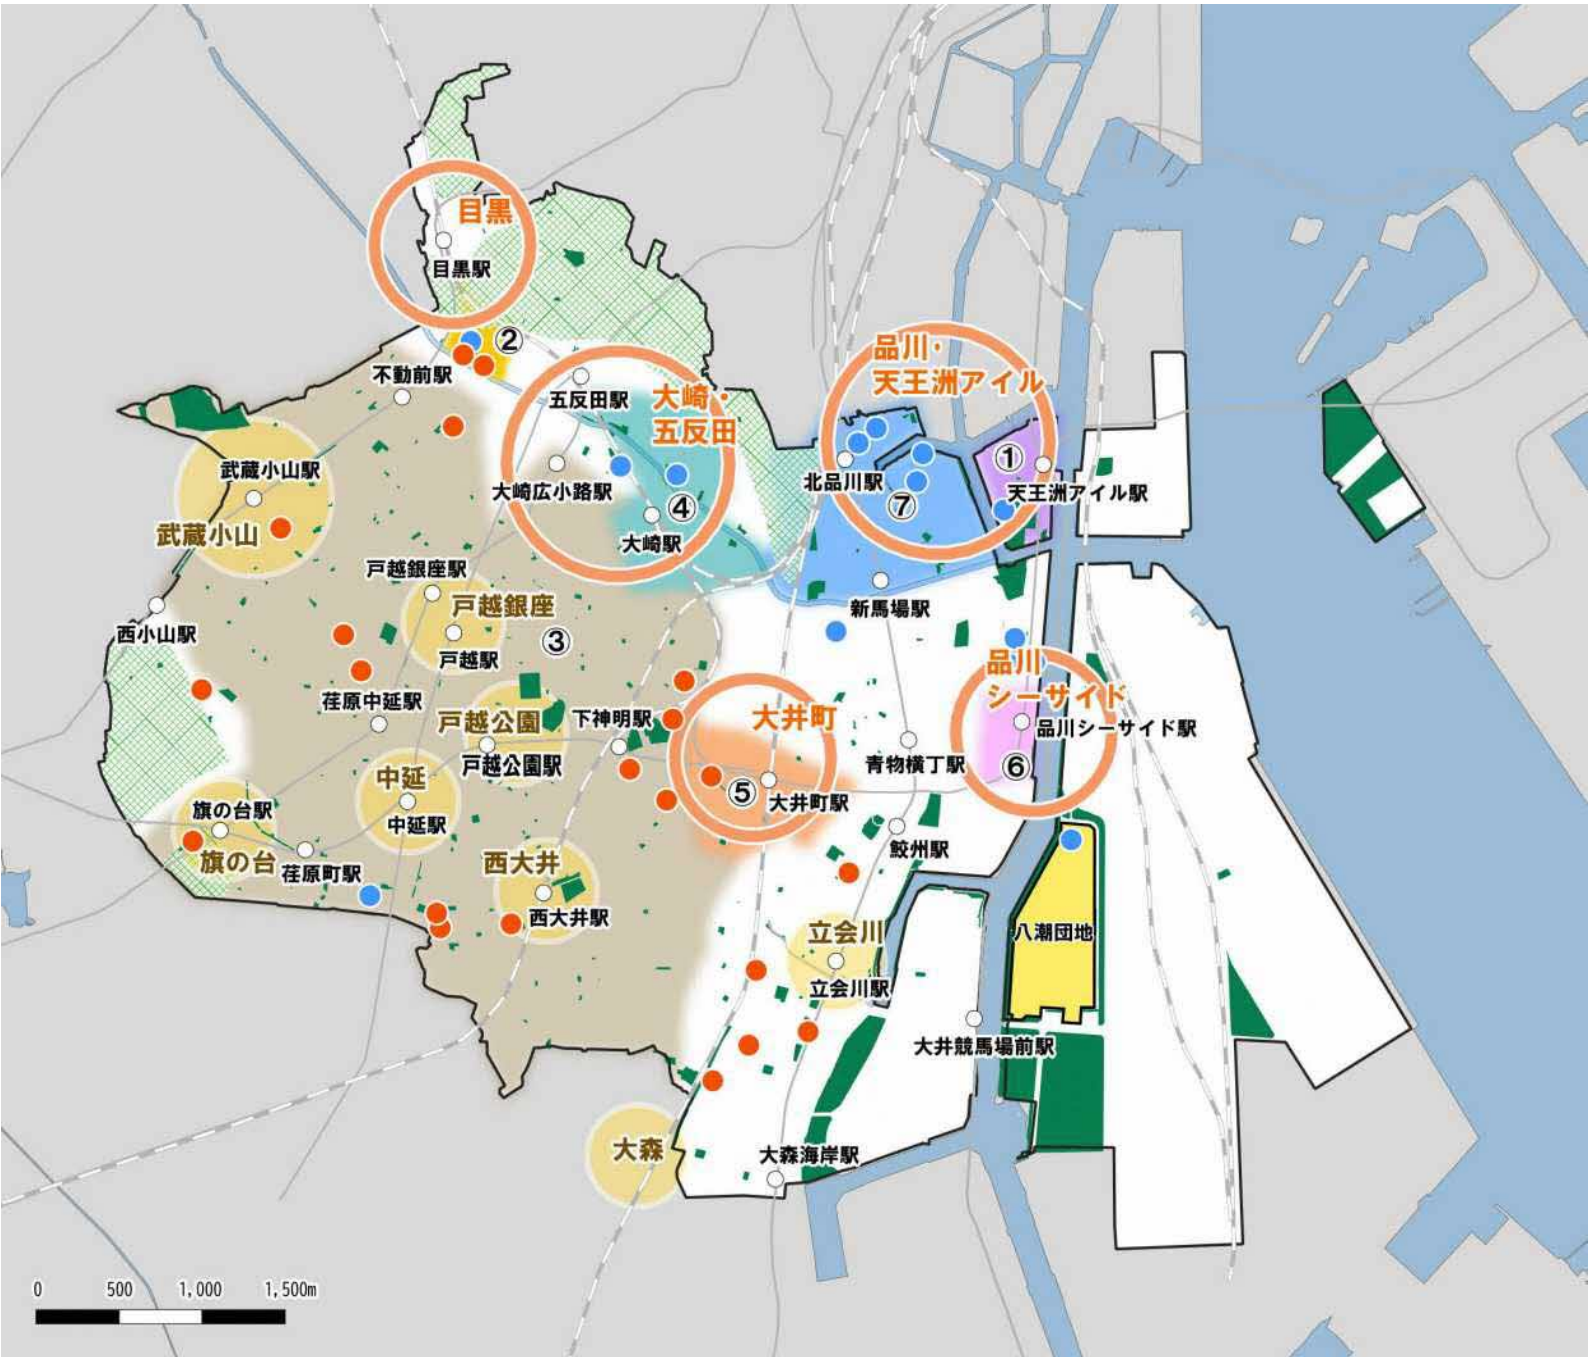 目黒
目黒駅
②
不動前駅
五反田駅
大崎・
五反田
品川・
天王洲アイル
武蔵小山駅
大崎広小路駅
北品川駅
①
天王洲アイル駅
④
⑦
武蔵小山
大崎駅
戸越銀座駅
戸越銀座
新馬場駅
西小山駅
③
戸越駅
品川
シーサイド
荏原中延駅
戸越公園
下神明駅
大井町
品川シーサイド駅
戸越公園駅
青物横丁駅
⑥
中延
⑤
大井町駅
旗の台駅
中延駅
旗の台
荏原町駅
西大井
鮫州駅
西大井駅
立会川
八潮団地
立会川駅
大井競馬場前駅
大森
大森海岸駅
0 500 1,000 1,500m